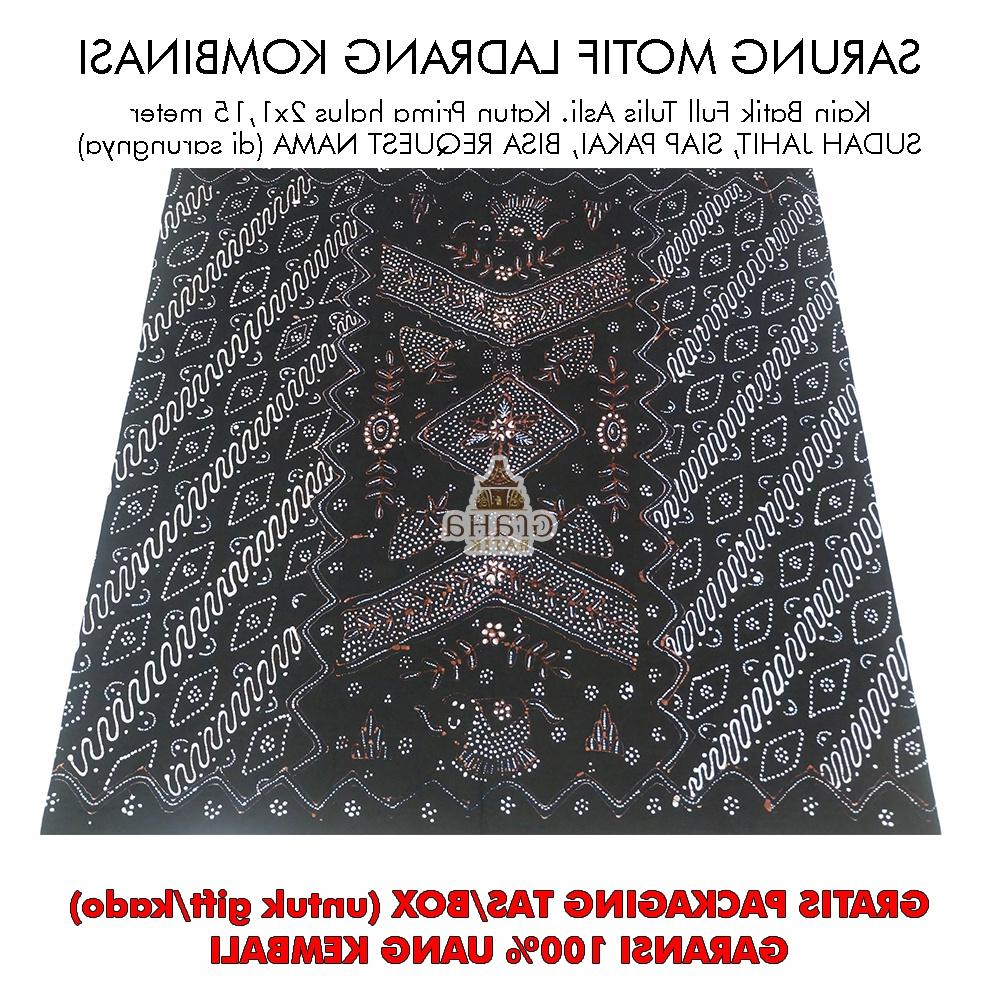 SARUNG MOTIF LADRANG KOMBINASI
Kain Batik Full Tulis Asli. Katun Prima halus 2x1,15 meter
SUDAH JAHIT, SIAP PAKAI, BISA REQUEST NAMA (di sarungnya)
Graha
BATIK
GRATIS PACKAGING TAS/BOX (untuk gift/kado)
GARANSI 100% UANG KEMBALI